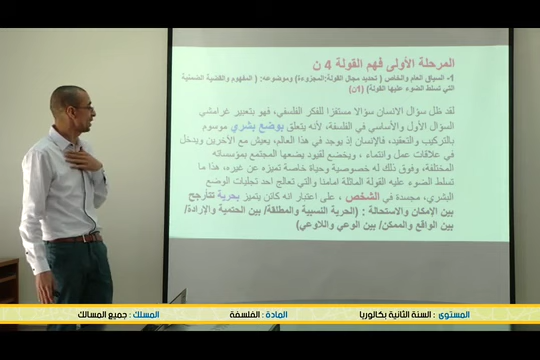 المرحلة الأولى فهم القولة 4 ن
1- السياق العام والخاص ( تحديد مجال القولة:المجزوءة) وموضوعه: ( المفهوم والقضية الضمنية
التي تسلط الضوء عليها القولة) (1ن)
لقد ظل سؤال الانسان سؤالا مستفزا للفكر الفلسفي، فهو بتعبير غرامشي
السؤال الأول والأساسي في الفلسفة، لأنه يتعلق بوضع بشري موسوم
بالتركيب والتعقيد، فالإنسان إذ يوجد في هذا العالم، يعيش مع الآخرين ويدخل
في علاقات عمل وانتماء ، ويخضع لقيود يضعها المجتمع بمؤسساته
المختلفة، وفوق ذلك له خصوصية وحياة خاصة تميزه عن غيره، هذا ما
تسلط الضوء عليه القولة الماثلة امامنا والتي تعالج احد تجليات الوضع
البشري، مجسدة في الشخص ، على اعتبار انه كائن يتميز بحرية تتأرجح
بين الإمكان والاستحالة : (الحرية النسبية والمطلقة/ بين الحتمية والإرادة/
بين الواقع والممكن/ بين الوعي واللاوعي)
المستوى : السنة الثانية بكالوريا
المادة : الفلسفة
المسلك : جميع المسالك